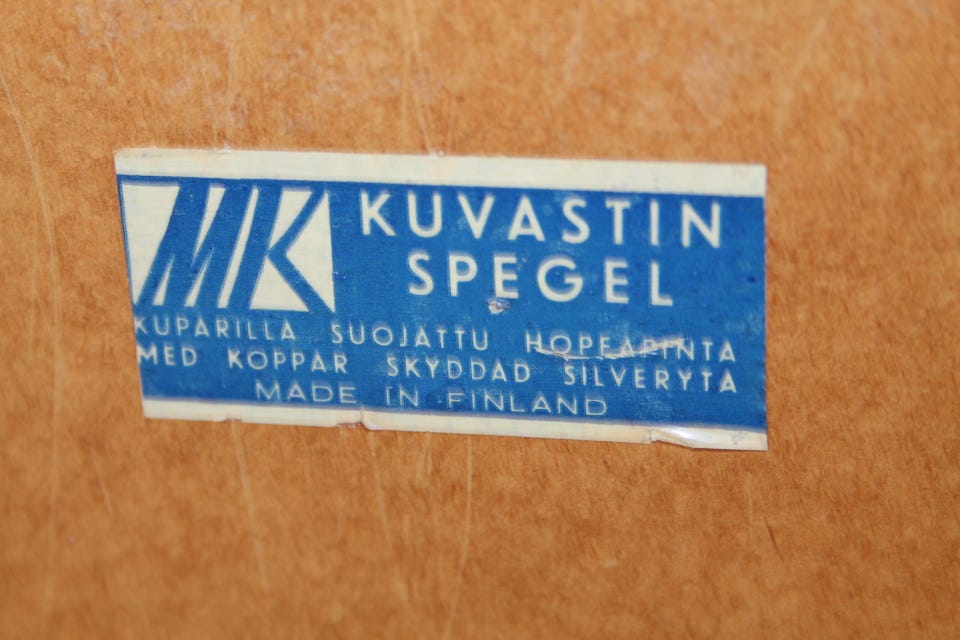 MK
KUVASTIN
SPEGEL
KUPARILLA SUOJATTU HOPEAPINTA
MED KOPPAR SKYDDAD SILVERYTA
MADE IN FINLAND